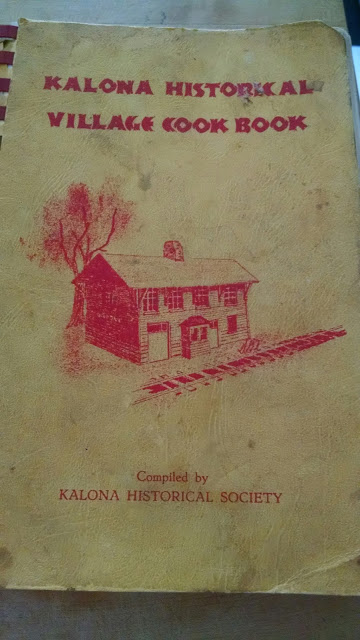 KALONA HISTORICAL
VILLAGE COOK BOOK
Compiled by
KALONA HISTORICAL SOCIETY